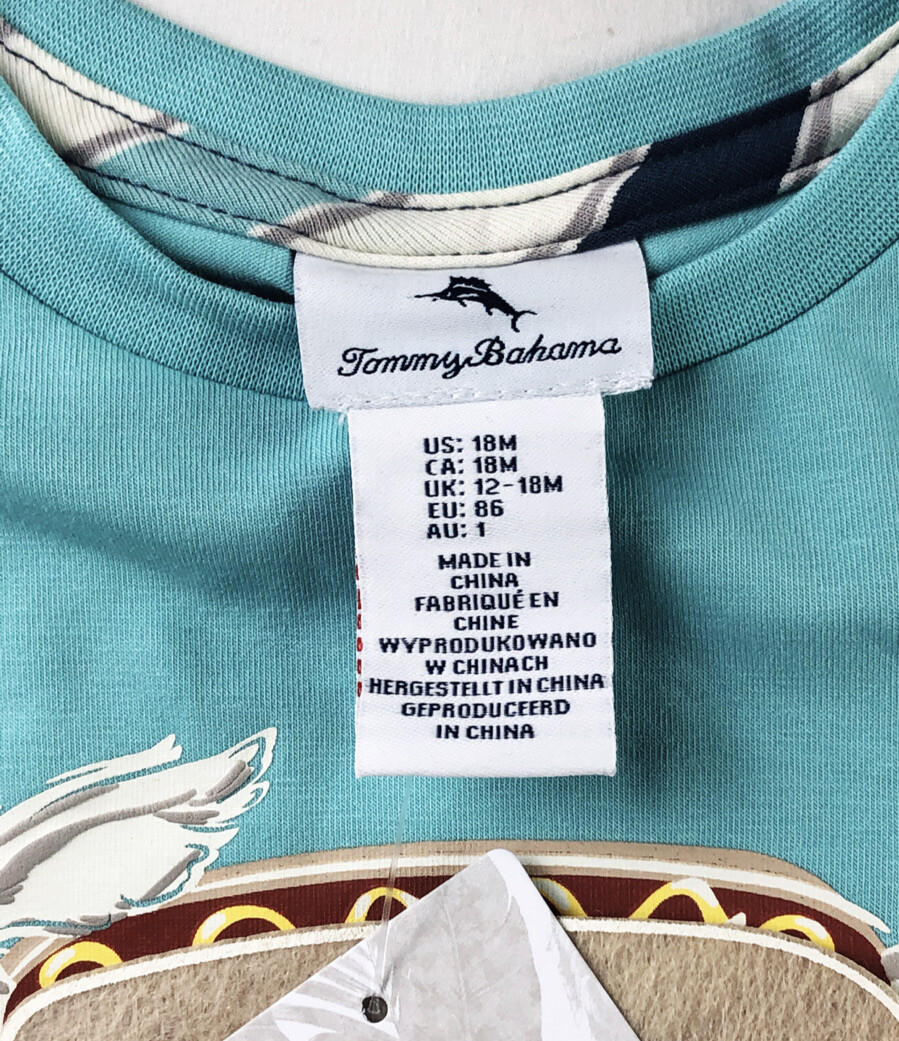 Tommy Bahama
US: 18M
CA: 18M
UK: 12-18M
EU: 86
AU: 1
MADE IN
CHINA
FABRIQUÉ EN
CHINE
WYPRODUKOWANO
W CHINACH
HERGESTELLT IN CHINA
GEPRODUCEERD
IN CHINA